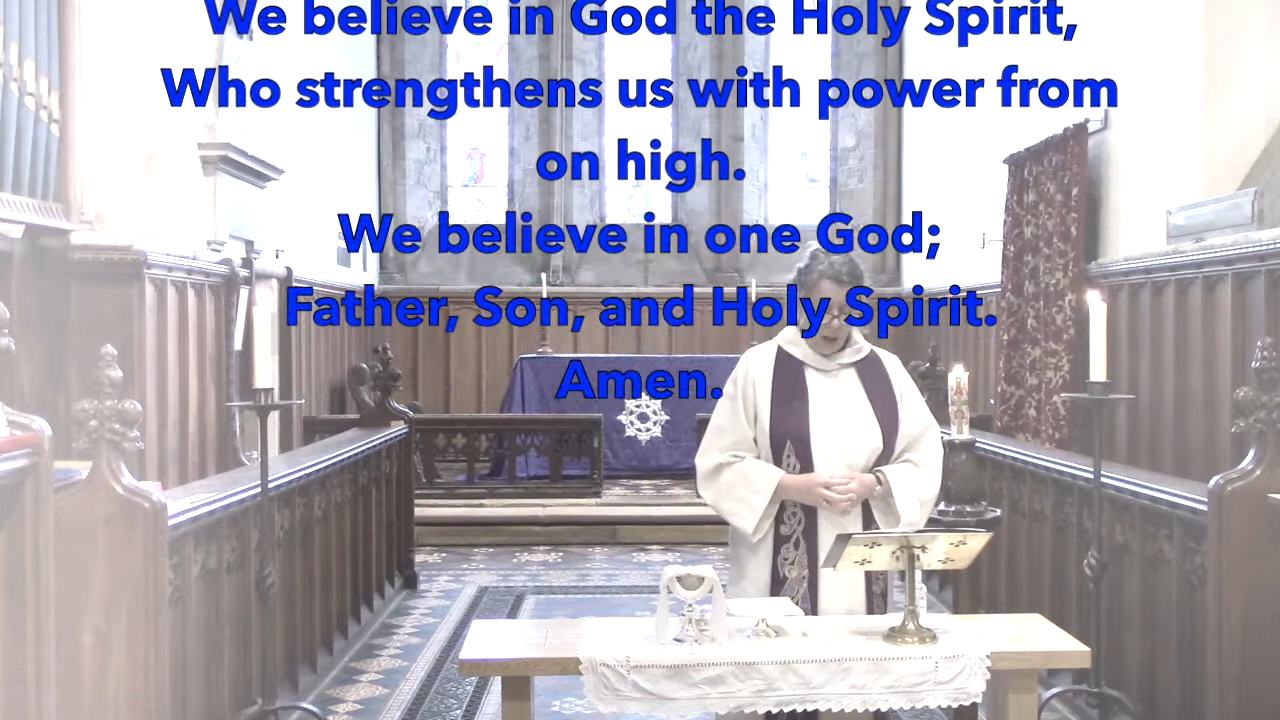 We believe in God the Holy Spirit,
Who strengthens us with power from
on high.
We believe in one God;
Father, Son, and Holy Spirit.
Amen.